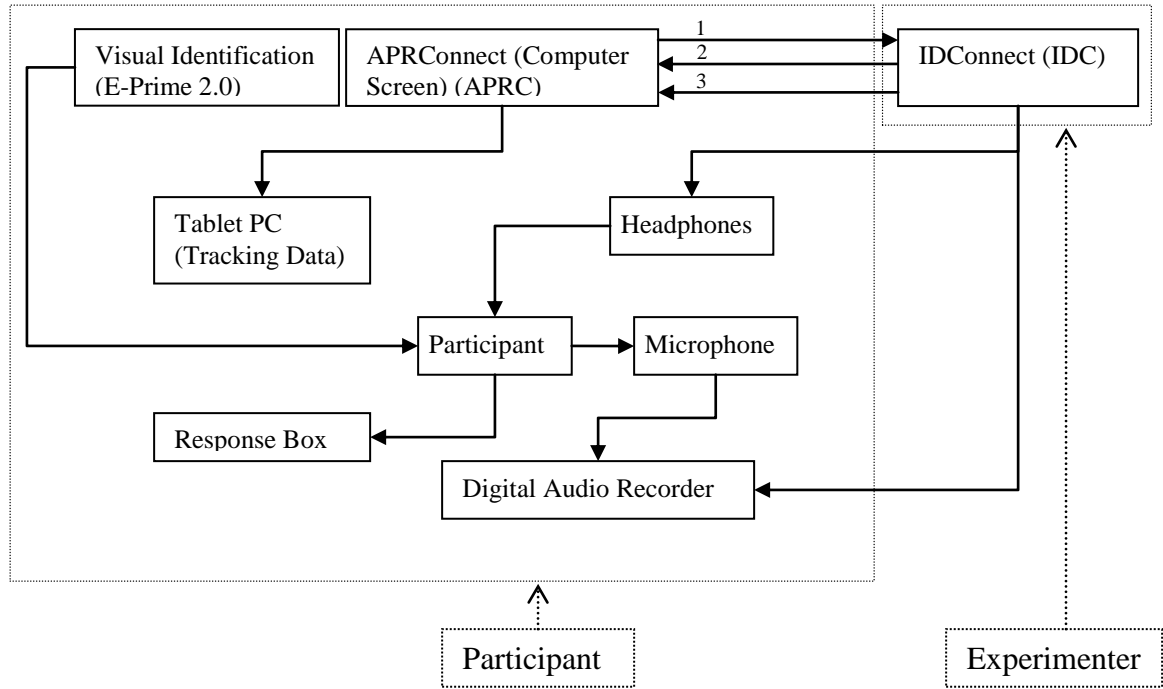 Visual Identification
(E-Prime 2.0)
APRConnect (Computer
Screen) (APRC)
1
2
3
IDConnect (IDC)
Tablet PC
(Tracking Data)
Headphones
Participant
Microphone
Response Box
Digital Audio Recorder
Participant
Experimenter